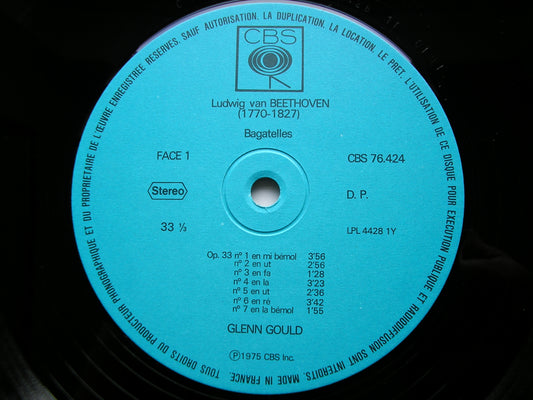 CBS
Ludwig van BEETHOVEN
(1770-1827)
Bagatelles
FACE 1
CBS 76.424
Stereo
D. P.
33 ⅓
LPL 4428 1Y
Op. 33 nº 1 en mi bémol 3'56
nº 2 en ut 2'56
nº 3 en fa 1'28
nº 4 en la 3'23
nº 5 en ut 2'36
nº 6 en ré 3'42
nº 7 en la bémol 1'55
GLENN GOULD
Ⓟ 1975 CBS Inc.
TOUS DROITS DU PRODUCTEUR PHONOGRAPHIQUE ET DU PROPRIETAIRE DE L'ŒUVRE ENREGISTREE RESERVES. SAUF AUTORISATION, LA DUPLICATION, LA LOCATION, LE PRET, L'UTILISATION DE CE DISQUE POUR EXECUTION PUBLIQUE ET RADIODIFFUSION SONT INTERDITS. MADE IN FRANCE.